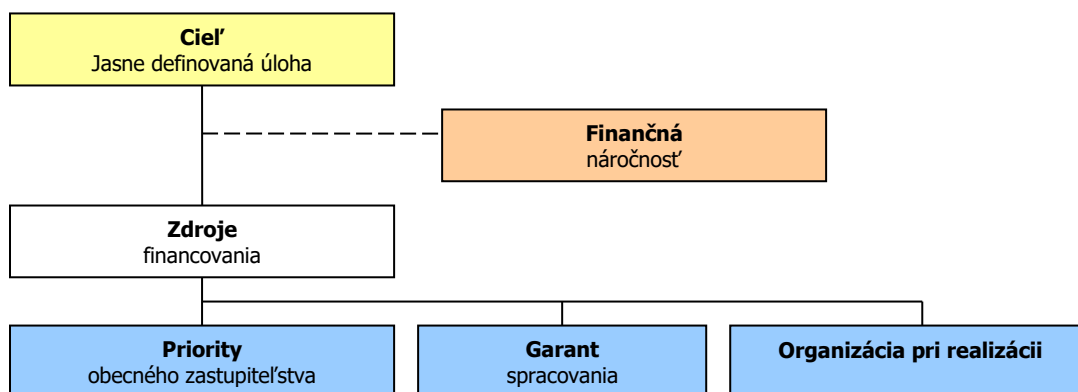 Cieľ
Jasne definovaná úloha
Finančná
náročnosť
Zdroje
financovania
Priority
obecného zastupiteľstva
Garant
spracovania
Organizácia pri realizácii